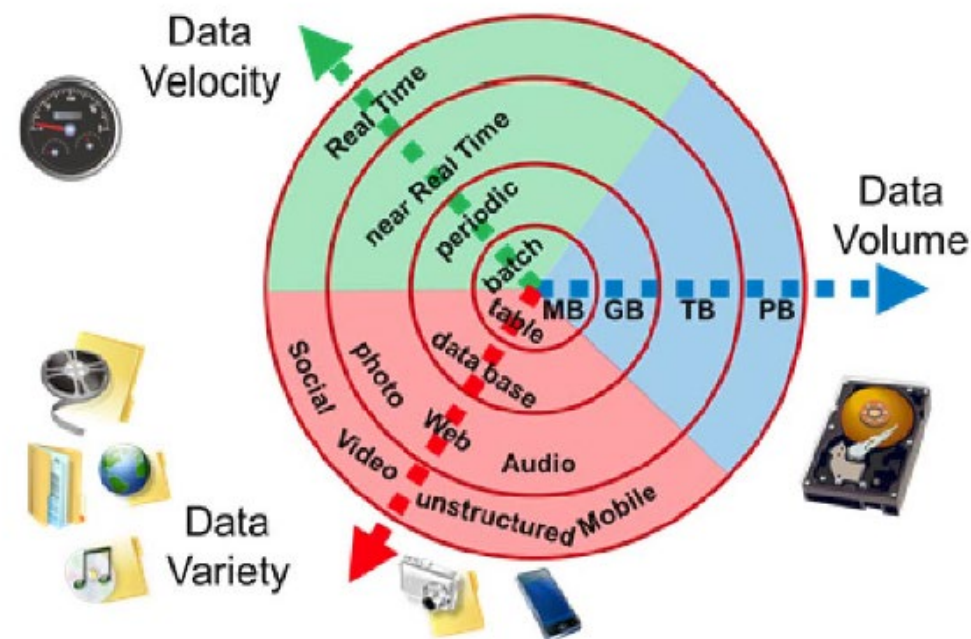 Data
Velocity
Real Time
near Real Time
periodic
batch
Data
Volume
MB GB TB PB
table
data base
photo Web Audio
Social Video unstructured Mobile
Data
Variety